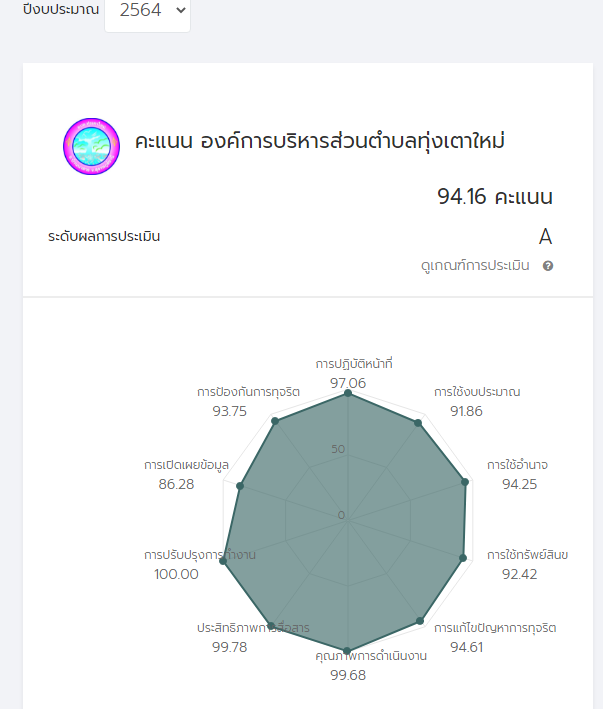 ปีงบประมาณ 2564
คะแนน องค์การบริหารส่วนตำบลทุ่งเตาใหม่
94.16 คะแนน
ระดับผลการประเมิน A
ดูเกณฑ์การประเมิน ?
การปฏิบัติหน้าที่
97.06
การป้องกันการทุจริต
93.75
การใช้งบประมาณ
91.86
50
การเปิดเผยข้อมูล
86.28
การใช้อำนาจ
94.25
0
การปรับปรุงการทำงาน
100.00
การใช้ทรัพย์สินข
92.42
ประสิทธิภาพการสื่อสาร
99.78
การแก้ไขปัญหาการทุจริต
94.61
คุณภาพการดำเนินงาน
99.68